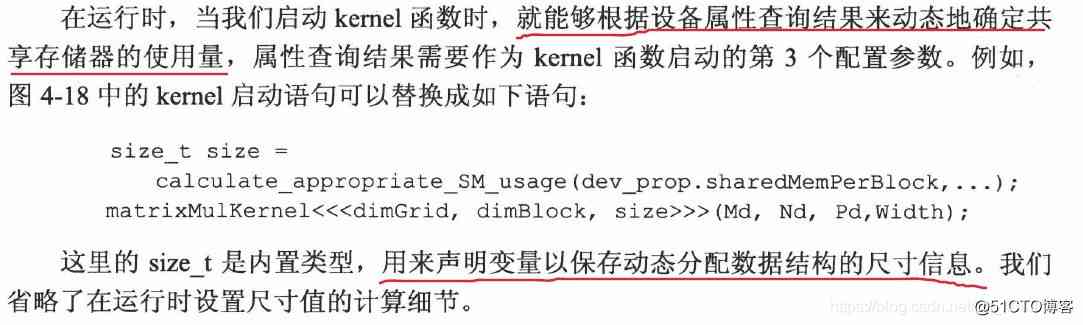 在运行时，当我们启动 kernel 函数时，就能够根据设备属性查询结果来动态地确定共
享存储器的使用量，属性查询结果需要作为 kernel 函数启动的第 3 个配置参数。例如，
图 4-18 中的 kernel 启动语句可以替换成如下语句：
size_t size =
calculate_appropriate_SM_usage(dev_prop.sharedMemPerBlock,...);
matrixMulKernel<<<dimGrid, dimBlock, size>>>(Md, Nd, Pd,Width);
这里的 size_t 是内置类型，用来声明变量以保存动态分配数据结构的尺寸信息。我们
省略了在运行时设置尺寸值的计算细节。
@51CTO博客